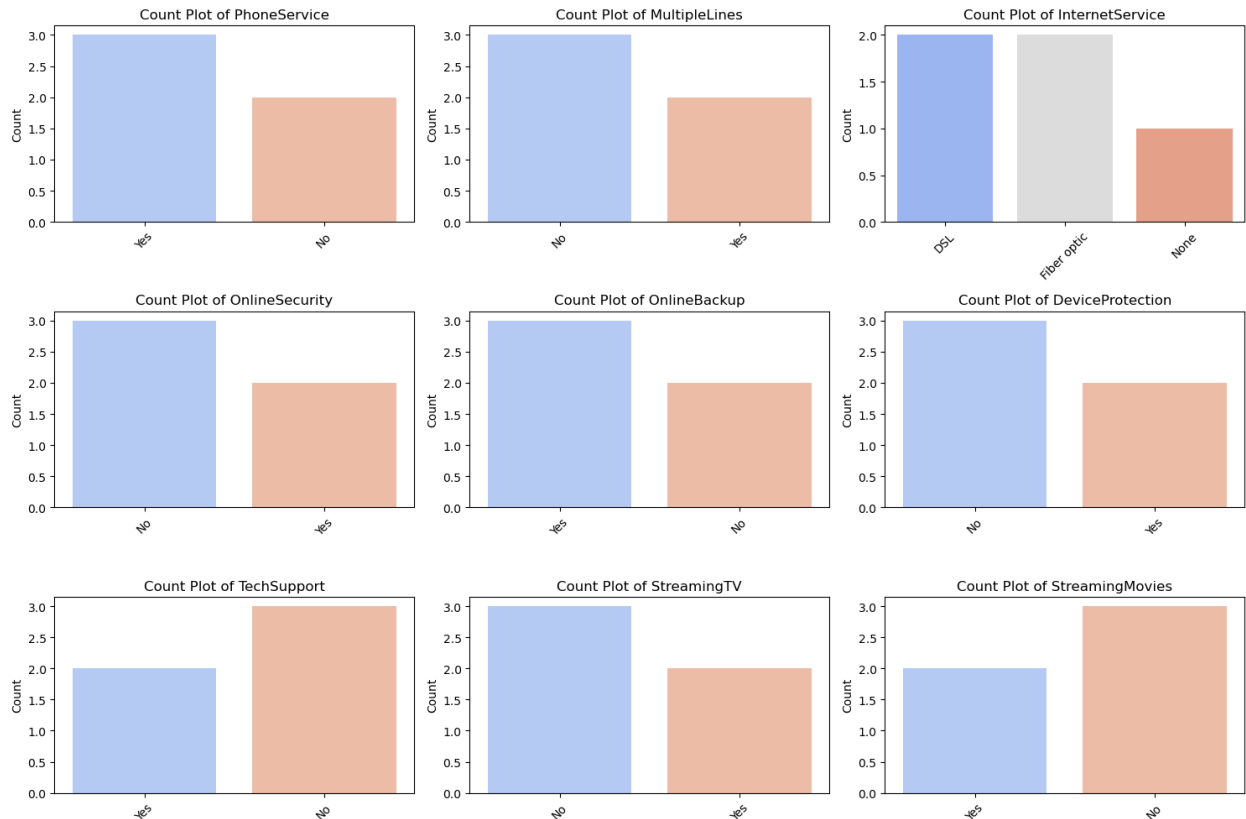 Count Plot of PhoneService
3.0
2.5
2.0
1.5
1.0
0.5
0.0
Count
Yes
No
Count Plot of MultipleLines
3.0
2.5
2.0
1.5
1.0
0.5
0.0
Count
No
Yes
Count Plot of InternetService
2.0
1.5
1.0
0.5
0.0
Count
DSL
Fiber optic
None
Count Plot of OnlineSecurity
3.0
2.5
2.0
1.5
1.0
0.5
0.0
Count
No
Yes
Count Plot of OnlineBackup
3.0
2.5
2.0
1.5
1.0
0.5
0.0
Count
Yes
No
Count Plot of DeviceProtection
3.0
2.5
2.0
1.5
1.0
0.5
0.0
Count
No
Yes
Count Plot of TechSupport
3.0
2.5
2.0
1.5
1.0
0.5
0.0
Count
Yes
No
Count Plot of StreamingTV
3.0
2.5
2.0
1.5
1.0
0.5
0.0
Count
No
Yes
Count Plot of StreamingMovies
3.0
2.5
2.0
1.5
1.0
0.5
0.0
Count
Yes
No